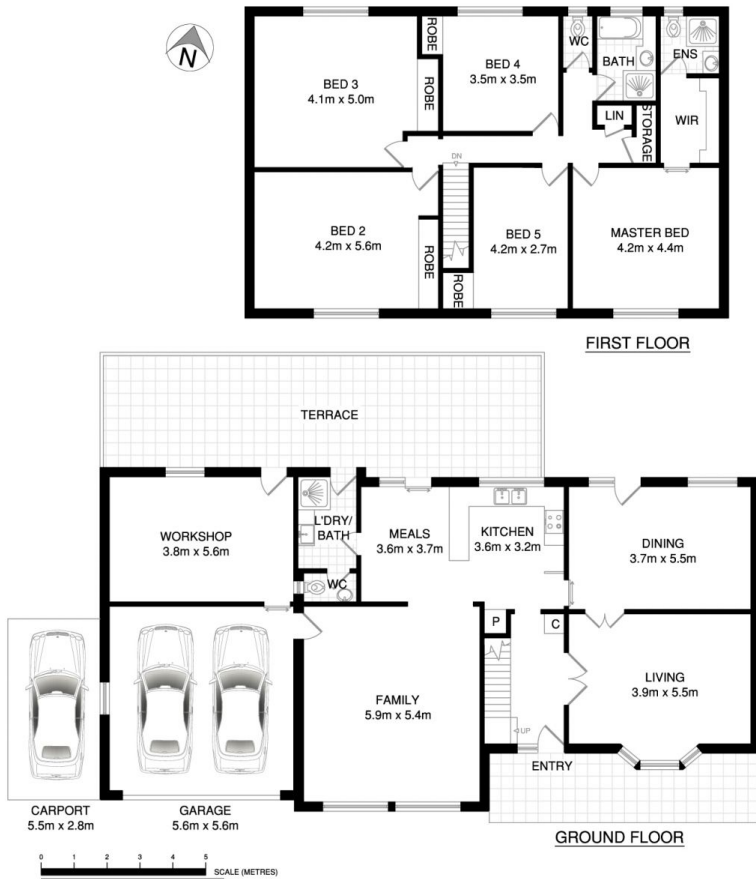 N
ROBE
WC
BED 4
3.5m x 3.5m
BATH
ENS
BED 3
4.1m x 5.0m
ROBE
LIN
STORAGE
WIR
DN
BED 2
4.2m x 5.6m
ROBE
BED 5
4.2m x 2.7m
MASTER BED
4.2m x 4.4m
ROBE
FIRST FLOOR
TERRACE
WORKSHOP
3.8m x 5.6m
L'DRY/
BATH
MEALS
3.6m x 3.7m
KITCHEN
3.6m x 3.2m
DINING
3.7m x 5.5m
WC
P
C
FAMILY
5.9m x 5.4m
LIVING
3.9m x 5.5m
UP
ENTRY
CARPORT
5.5m x 2.8m
GARAGE
5.6m x 5.6m
GROUND FLOOR
0 1 2 3 4 5
SCALE (METRES)